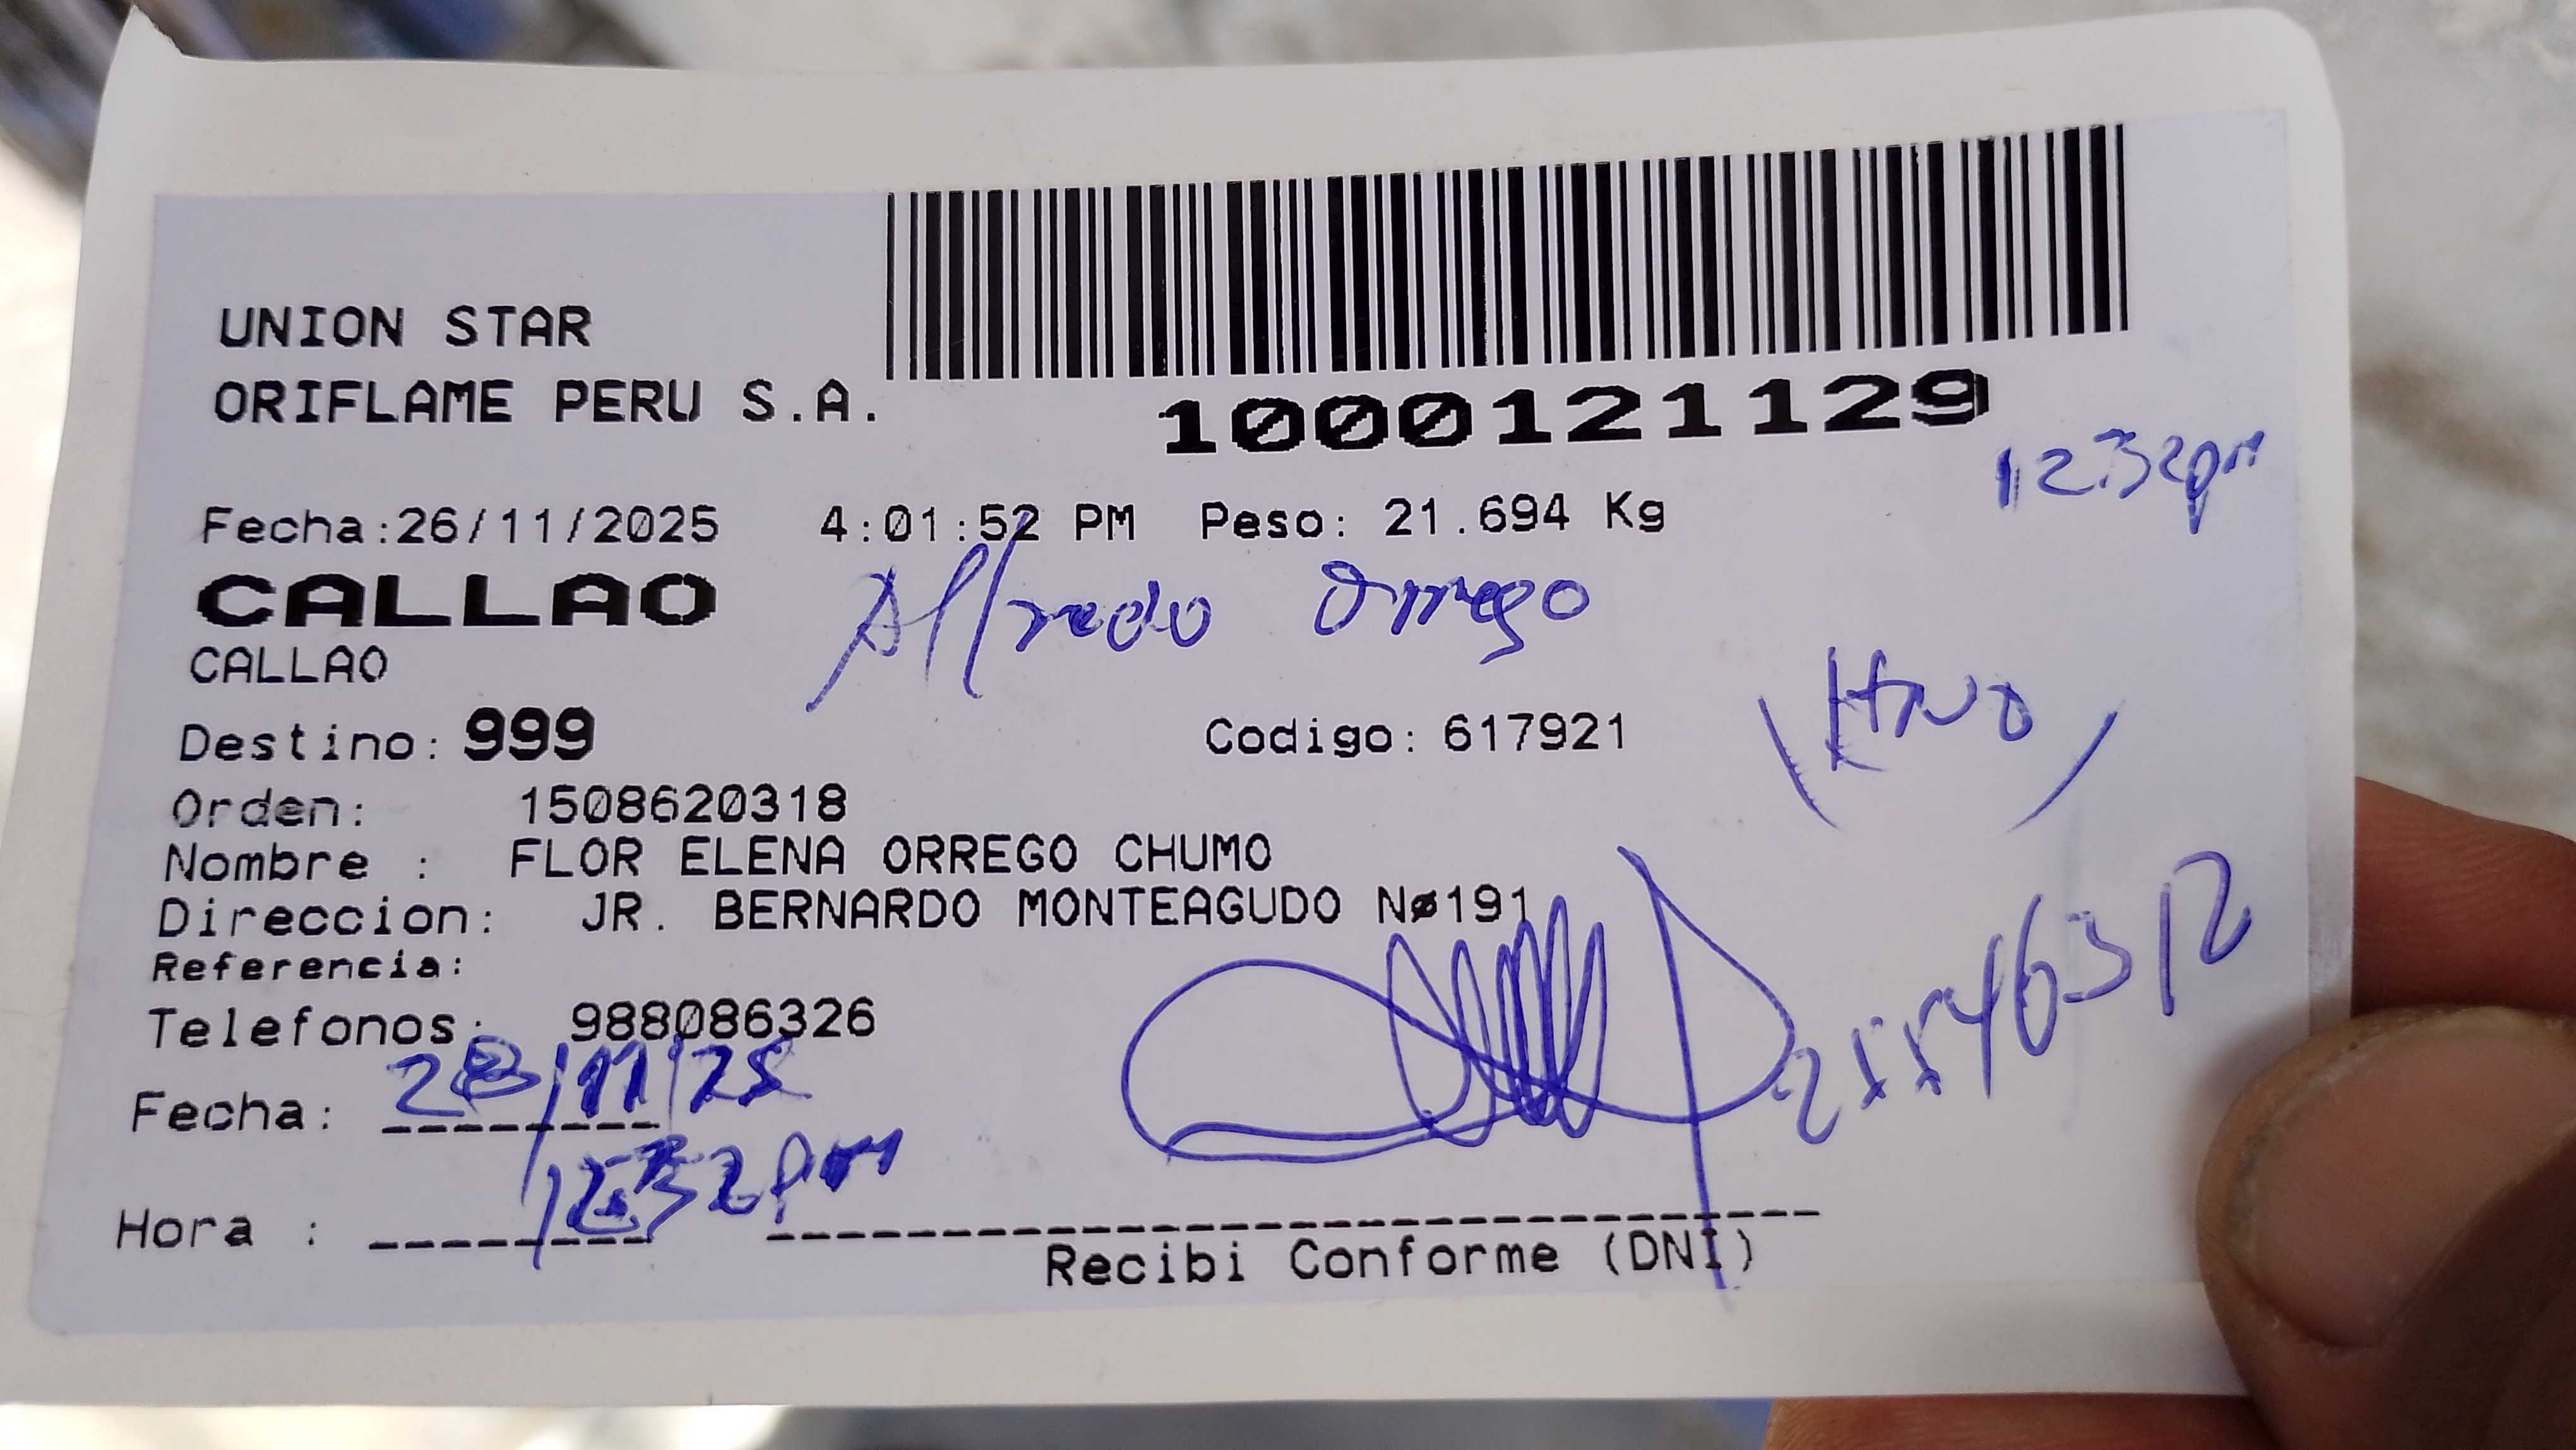 UNION STAR
ORIFLAME PERU S.A.
1000121129
12:32pm
Fecha:26/11/2025 4:01:52 PM Peso: 21.694 Kg
CALLAO
Alfredo Orrego
CALLAO
(HNO)
Destino: 999 Codigo: 617921
Orden: 1508620318
Nombre : FLOR ELENA ORREGO CHUMO
Direccion: JR. BERNARDO MONTEAGUDO Nø191
Referencia:
Telefonos: 988086326
25546312
Fecha: 28/11/25
Hora : 12:32pm
Recibi Conforme (DNI)